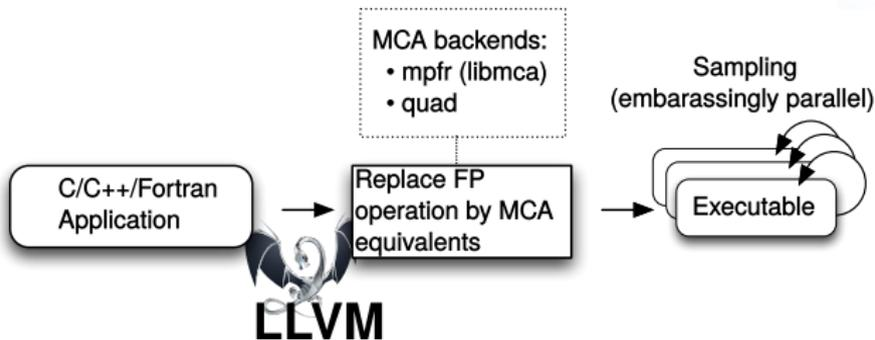 MCA backends:
• mpfr (libmca)
• quad
Sampling
(embarassingly parallel)
C/C++/Fortran
Application
Replace FP
operation by MCA
equivalents
Executable
LLVM